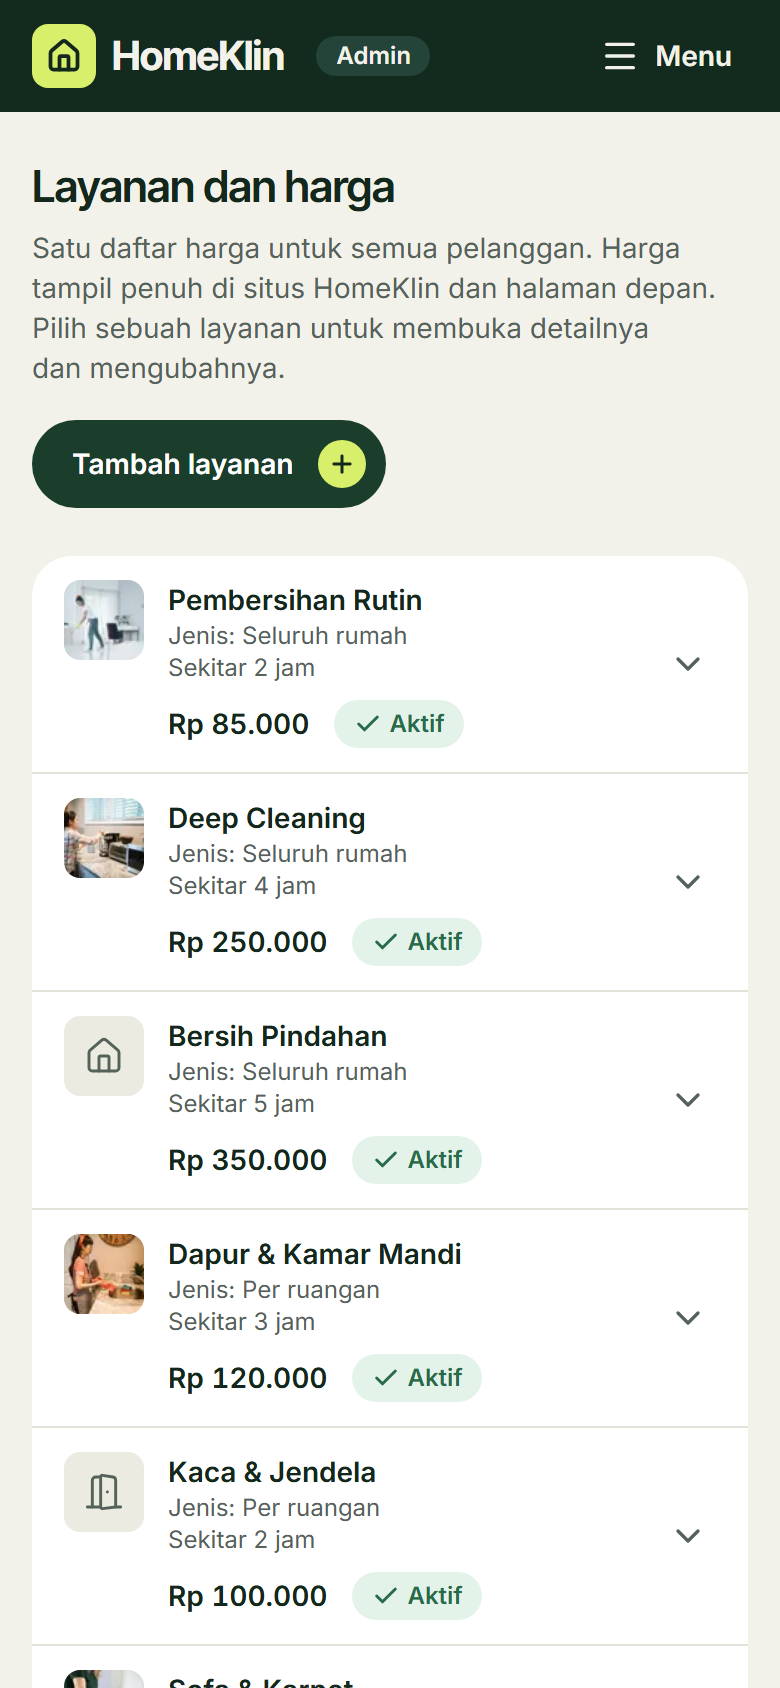 HomeKlin
Admin
Menu
Layanan dan harga
Satu daftar harga untuk semua pelanggan. Harga
tampil penuh di situs HomeKlin dan halaman depan.
Pilih sebuah layanan untuk membuka detailnya
dan mengubahnya.
Tambah layanan
Pembersihan Rutin
Jenis: Seluruh rumah
Sekitar 2 jam
Rp 85.000
Aktif
Deep Cleaning
Jenis: Seluruh rumah
Sekitar 4 jam
Rp 250.000
Aktif
Bersih Pindahan
Jenis: Seluruh rumah
Sekitar 5 jam
Rp 350.000
Aktif
Dapur & Kamar Mandi
Jenis: Per ruangan
Sekitar 3 jam
Rp 120.000
Aktif
Kaca & Jendela
Jenis: Per ruangan
Sekitar 2 jam
Rp 100.000
Aktif
Sofa & Karpet